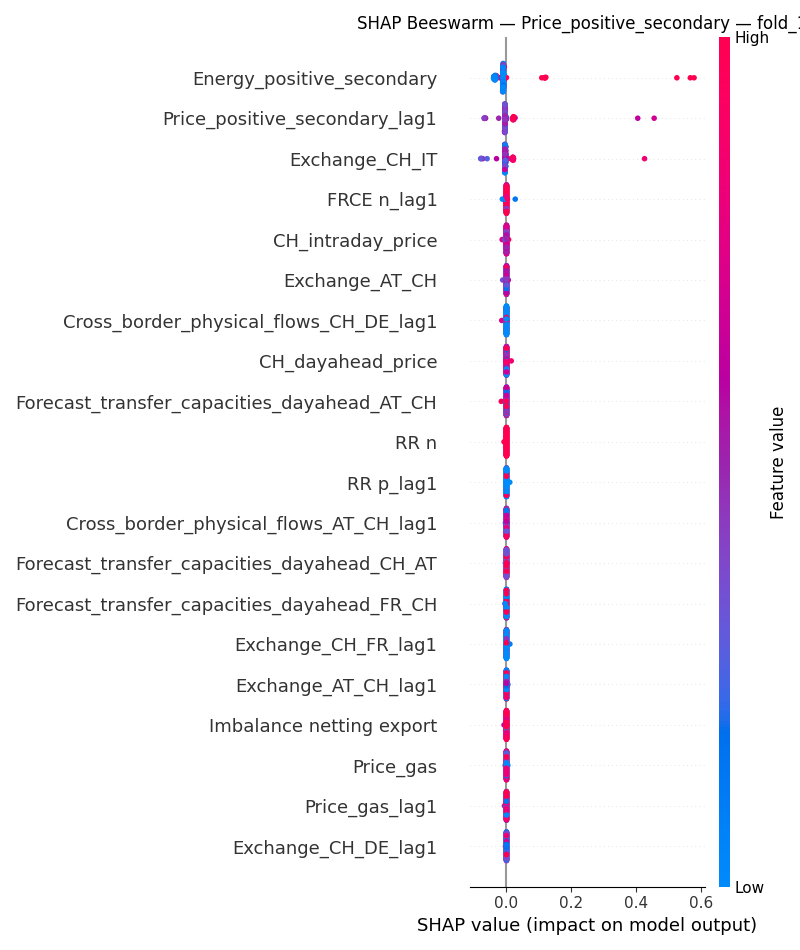 SHAP Beeswarm — Price_positive_secondary — fold_1
High
Energy_positive_secondary
Price_positive_secondary_lag1
Exchange_CH_IT
FRCE n_lag1
CH_intraday_price
Exchange_AT_CH
Cross_border_physical_flows_CH_DE_lag1
CH_dayahead_price
Forecast_transfer_capacities_dayahead_AT_CH
RR n
RR p_lag1
Cross_border_physical_flows_AT_CH_lag1
Forecast_transfer_capacities_dayahead_CH_AT
Forecast_transfer_capacities_dayahead_FR_CH
Exchange_CH_FR_lag1
Exchange_AT_CH_lag1
Imbalance netting export
Price_gas
Price_gas_lag1
Exchange_CH_DE_lag1
Feature value
Low
0.0 0.2 0.4 0.6
SHAP value (impact on model output)